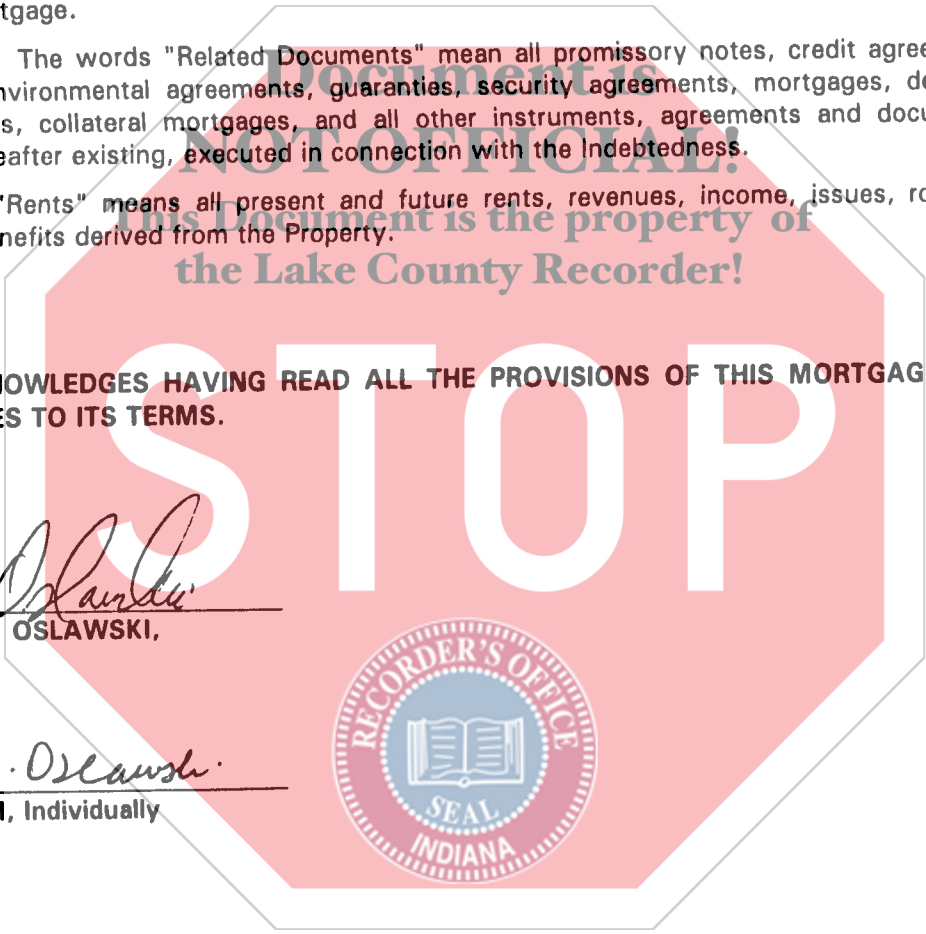 tgage.
The words "Related Documents" mean all promissory notes, credit agree
nvironmental agreements, guaranties, security agreements, mortgages, de
s, collateral mortgages, and all other instruments, agreements and docu
eafter existing, executed in connection with the Indebtedness.
"Rents" means all present and future rents, revenues, income, issues, ro
nefits derived from the Property.
Document is
NOT OFFICIAL!
This Document is the property of
the Lake County Recorder!
NOWLEDGES HAVING READ ALL THE PROVISIONS OF THIS MORTGAG
ES TO ITS TERMS.
STOP
Oslawski
OSLAWSKI,
. Oslawski.
I, Individually
RECORDER'S OFFICE
SEAL
INDIANA